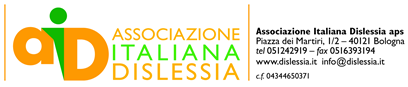 aiD
ASSOCIAZIONE
ITALIANA
DISLESSIA
Associazione Italiana Dislessia aps
Piazza dei Martiri, 1/2 – 40121 Bologna
tel 051242919 – fax 0516393194
www.dislessia.it info@dislessia.it
c.f. 04344650371